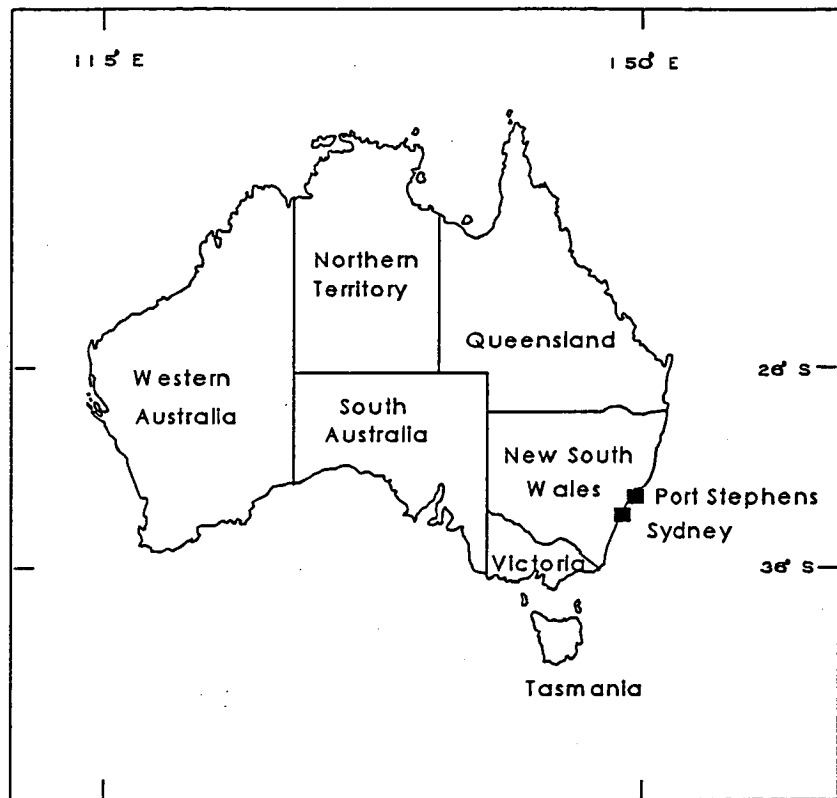 115° E
150° E
Northern
Territory
Queensland
26° S
Western
Australia
South
Australia
New South
Wales
Port Stephens
Sydney
Victoria
36° S
Tasmania